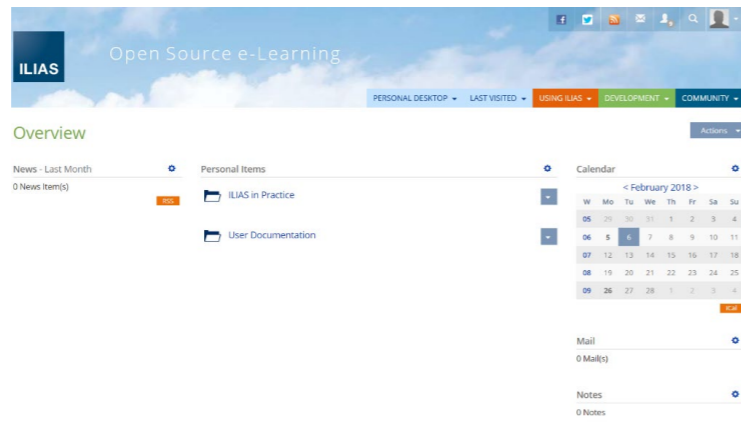 ILIAS
Open Source e-Learning
PERSONAL DESKTOP
LAST VISITED
USING ILIAS
DEVELOPMENT
COMMUNITY
Overview
Actions
News - Last Month
0 News Item(s)
RSS
Personal Items
ILIAS in Practice
User Documentation
Calendar
< February 2018 >
W Mo Tu We Th Fr Sa Su
05 29 30 31 1 2 3 4
06 5 6 7 8 9 10 11
07 12 13 14 15 16 17 18
08 19 20 21 22 23 24 25
09 26 27 28 1 2 3 4
iCal
Mail
0 Mail(s)
Notes
0 Notes